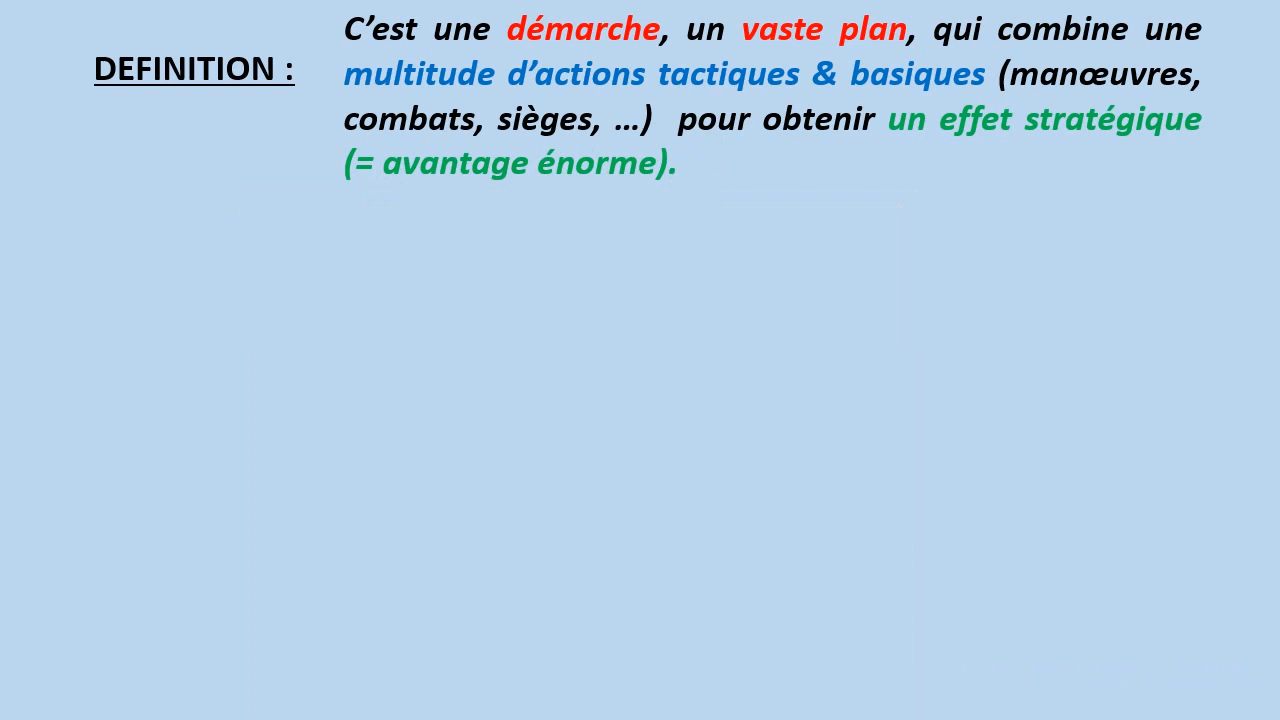 DEFINITION :
C’est une démarche, un vaste plan, qui combine une
multitude d’actions tactiques & basiques (manœuvres,
combats, sièges, …) pour obtenir un effet stratégique
(= avantage énorme).